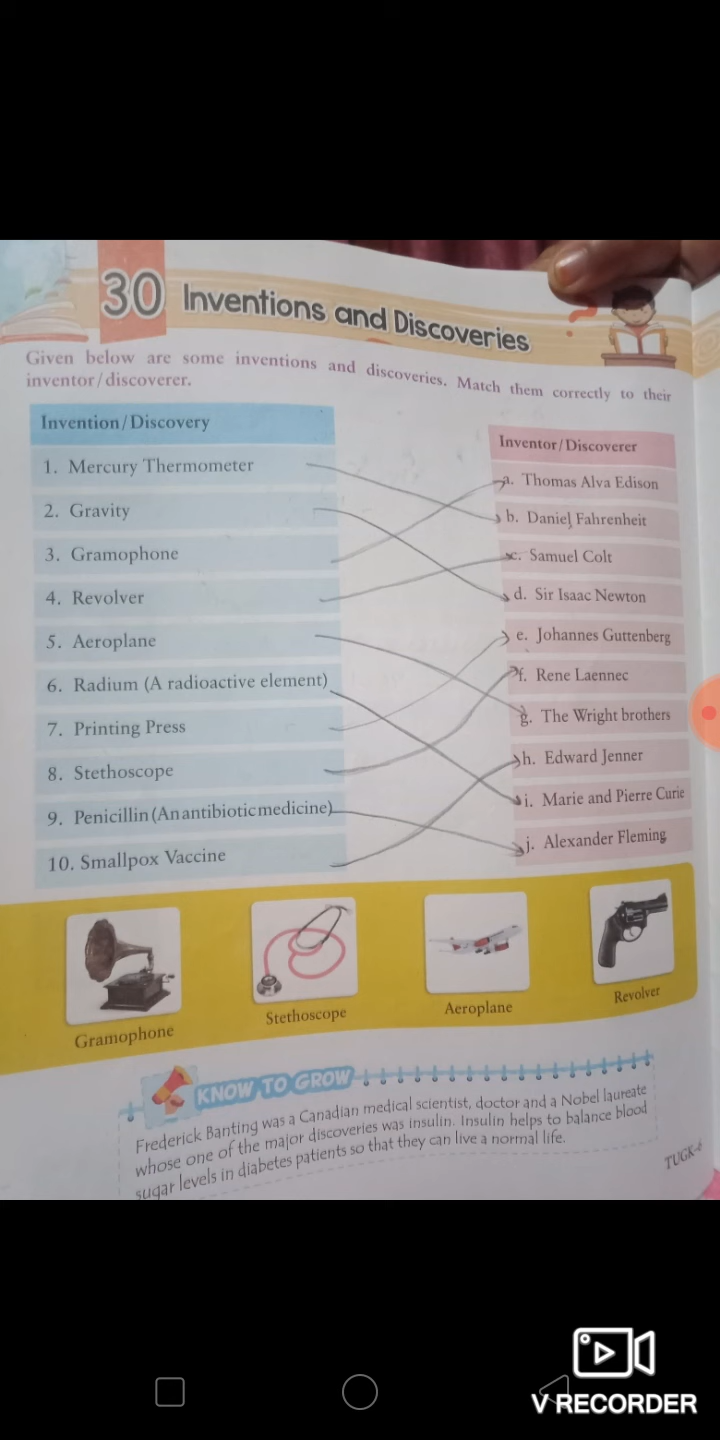 30 Inventions and Discoveries
Given below are some inventions and discoveries. Match them correctly to their
inventor/discoverer.
Invention/Discovery
1. Mercury Thermometer
2. Gravity
3. Gramophone
4. Revolver
5. Aeroplane
6. Radium (A radioactive element)
7. Printing Press
8. Stethoscope
9. Penicillin (An antibiotic medicine)
10. Smallpox Vaccine
Inventor/Discoverer
a. Thomas Alva Edison
b. Daniel Fahrenheit
c. Samuel Colt
d. Sir Isaac Newton
e. Johannes Guttenberg
f. Rene Laennec
g. The Wright brothers
h. Edward Jenner
i. Marie and Pierre Curie
j. Alexander Fleming
Gramophone
Stethoscope
Aeroplane
Revolver
KNOW TO GROW
Frederick Banting was a Canadian medical scientist, doctor and a Nobel laureate
whose one of the major discoveries was insulin. Insulin helps to balance blood
sugar levels in diabetes patients so that they can live a normal life.
TUGK-4
V RECORDER